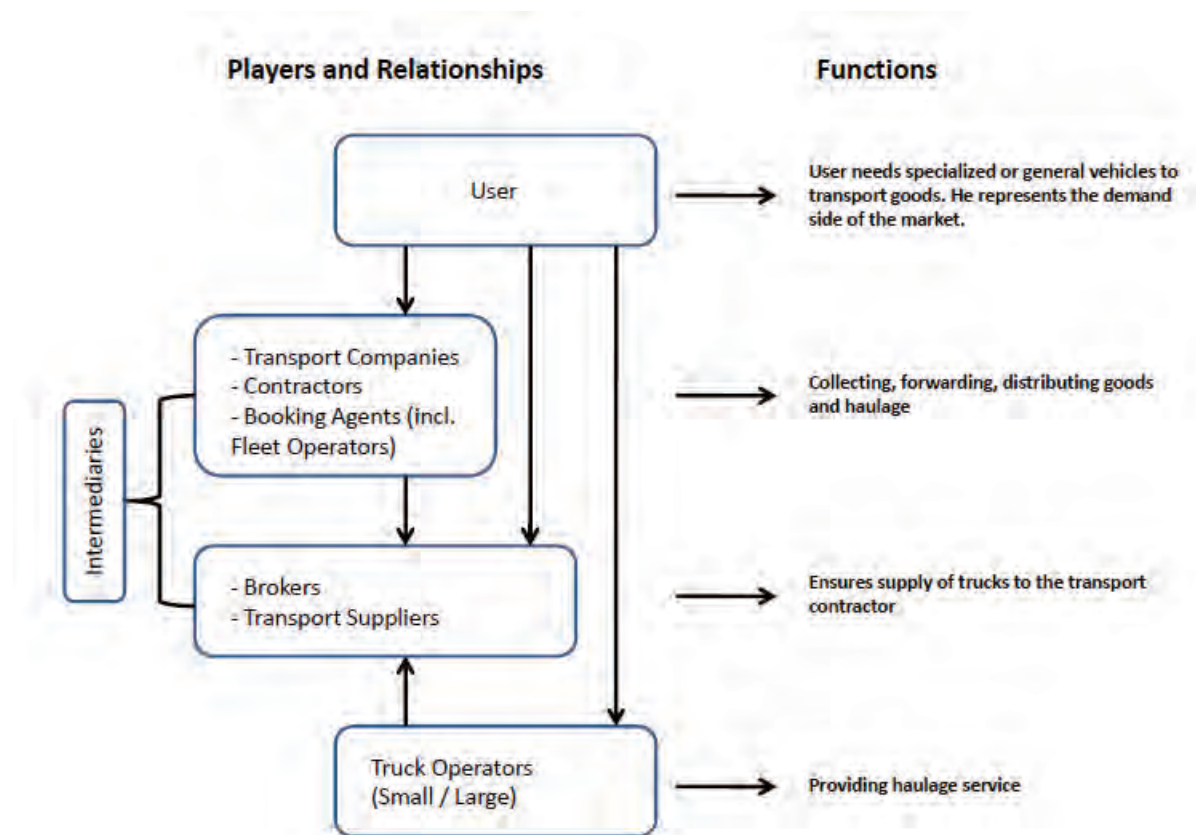 Players and Relationships
Functions
User
User needs specialized or general vehicles to
transport goods. He represents the demand
side of the market.
- Transport Companies
- Contractors
- Booking Agents (incl.
Fleet Operators)
Collecting, forwarding, distributing goods
and haulage
Intermediaries
- Brokers
- Transport Suppliers
Ensures supply of trucks to the transport
contractor
Truck Operators
(Small / Large)
Providing haulage service